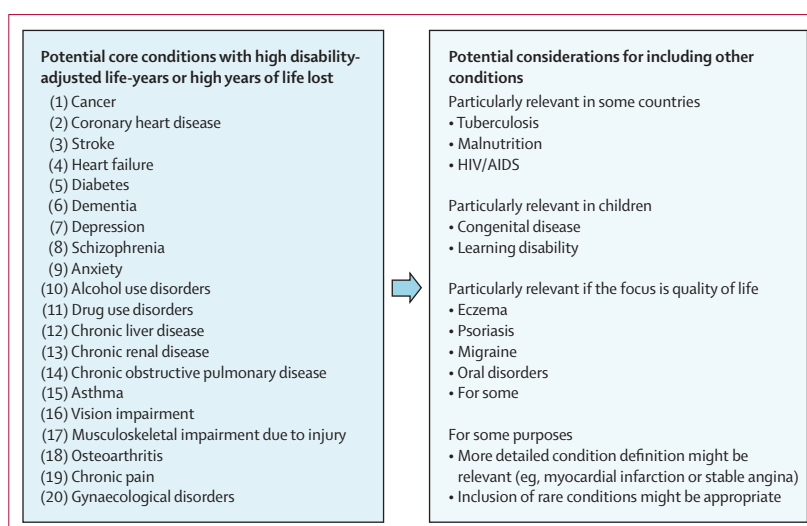 Potential core conditions with high disability-
adjusted life-years or high years of life lost
(1) Cancer
(2) Coronary heart disease
(3) Stroke
(4) Heart failure
(5) Diabetes
(6) Dementia
(7) Depression
(8) Schizophrenia
(9) Anxiety
(10) Alcohol use disorders
(11) Drug use disorders
(12) Chronic liver disease
(13) Chronic renal disease
(14) Chronic obstructive pulmonary disease
(15) Asthma
(16) Vision impairment
(17) Musculoskeletal impairment due to injury
(18) Osteoarthritis
(19) Chronic pain
(20) Gynaecological disorders
Potential considerations for including other
conditions
Particularly relevant in some countries
• Tuberculosis
• Malnutrition
• HIV/AIDS
Particularly relevant in children
• Congenital disease
• Learning disability
Particularly relevant if the focus is quality of life
• Eczema
• Psoriasis
• Migraine
• Oral disorders
• For some
For some purposes
• More detailed condition definition might be
relevant (eg, myocardial infarction or stable angina)
• Inclusion of rare conditions might be appropriate